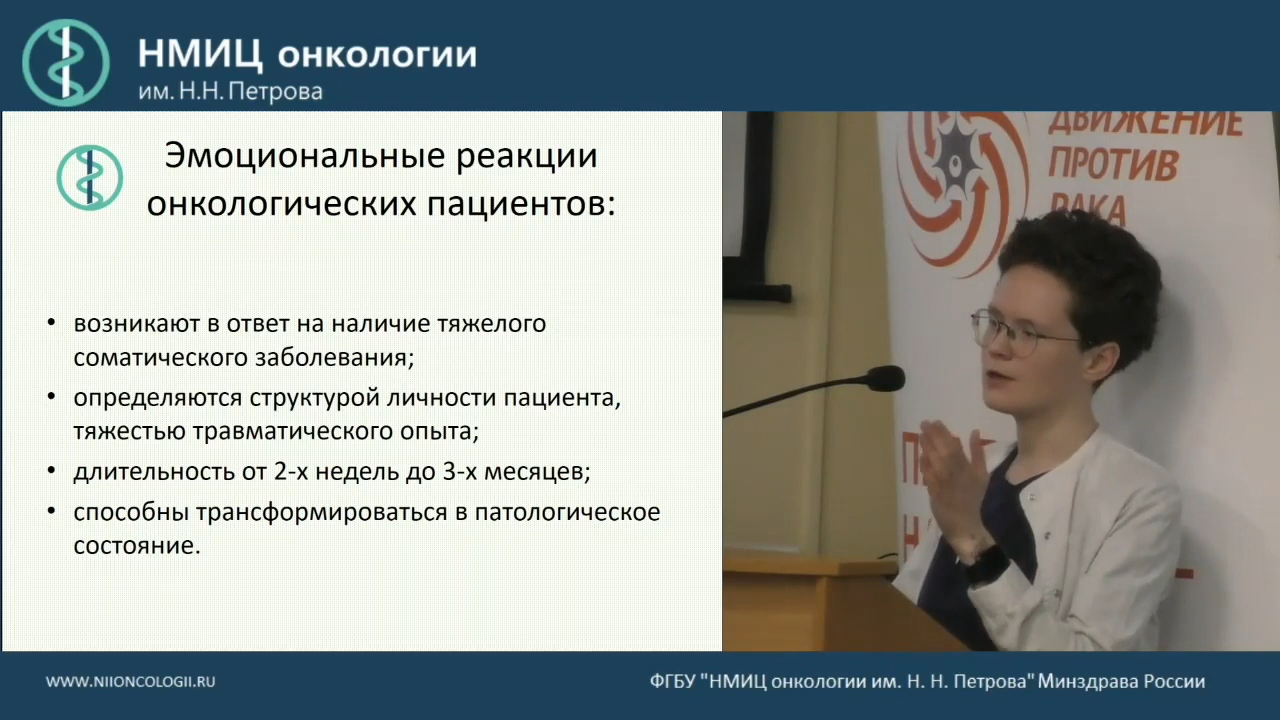 НМИЦ онкологии
им. Н.Н. Петрова
Эмоциональные реакции
онкологических пациентов:
• возникают в ответ на наличие тяжелого
соматического заболевания;
• определяются структурой личности пациента,
тяжестью травматического опыта;
• длительность от 2-х недель до 3-х месяцев;
• способны трансформироваться в патологическое
состояние.
ДВИЖЕНИЕ
ПРОТИВ
РАКА
WWW.NIIONCOLOGII.RU
ФГБУ "НМИЦ онкологии им. Н. Н. Петрова" Минздрава России